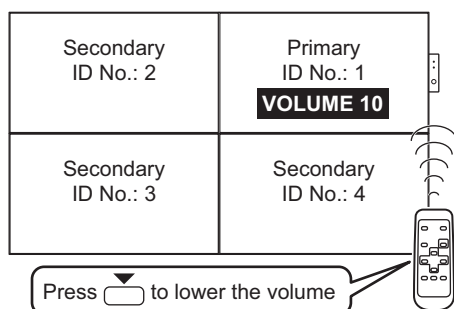 Secondary
ID No.: 2
Primary
ID No.: 1
VOLUME 10
Secondary
ID No.: 3
Secondary
ID No.: 4
Press to lower the volume